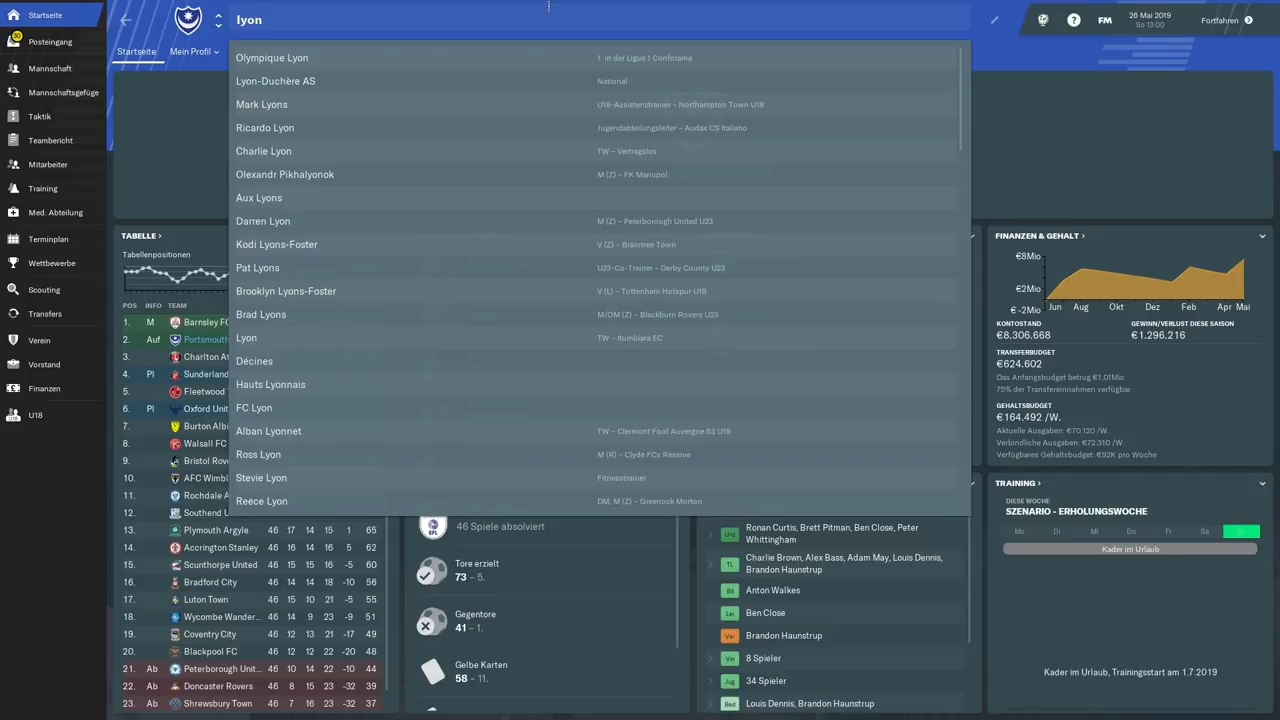 Startseite
30
Posteingang
Mannschaft
Mannschaftsgefüge
Taktik
Teambericht
Mitarbeiter
Training
Med. Abteilung
Terminplan
Wettbewerbe
Scouting
Transfers
Verein
Vorstand
Finanzen
U18
lyon
FM
26 Mai 2019
So 13:00
Fortfahren
Startseite
Mein Profil
Olympique Lyon 1. in der Ligue 1 Conforama
Lyon-Duchère AS National
Mark Lyons U18-Assistenztrainer – Northampton Town U18
Ricardo Lyon Jugendabteilungsleiter – Audax CS Italiano
Charlie Lyon TW – Vertragslos
Olexandr Pikhalyonok M (Z) – FK Mariupol
Aux Lyons
Darren Lyon M (Z) – Peterborough United U23
Kodi Lyons-Foster V (Z) – Braintree Town
Pat Lyons U23-Co-Trainer – Derby County U23
Brooklyn Lyons-Foster V (L) – Tottenham Hotspur U18
Brad Lyons M/OM (Z) – Blackburn Rovers U23
Lyon TW – Itumbiara EC
Décines
Hauts Lyonnais
FC Lyon
Alban Lyonnet TW – Clermont Foot Auvergne 63 U19
Ross Lyon M (R) – Clyde FCs Reserve
Stevie Lyon Fitnesstrainer
Reece Lyon DM, M (Z) – Greenock Morton
TABELLE
Tabellenpositionen
POS INFO TEAM
1. M Barnsley FC
2. Auf Portsmouth
3. Charlton At
4. Pl Sunderland
5. Fleetwood
6. Pl Oxford Unit
7. Burton Albi
8. Walsall FC
9. Bristol Rove
10. AFC Wimbl
11. Rochdale A
12. Southend U
13. Plymouth Argyle 46 17 14 15 1 65
14. Accrington Stanley 46 16 14 16 5 62
15. Scunthorpe United 46 16 12 18 -5 60
16. Bradford City 46 14 14 18 -10 56
17. Luton Town 46 15 10 21 -5 55
18. Wycombe Wander... 46 14 9 23 -9 51
19. Coventry City 46 12 13 21 -17 49
20. Blackpool FC 46 12 12 22 -20 48
21. Ab Peterborough Unit... 46 10 14 22 -10 44
22. Ab Doncaster Rovers 46 8 15 23 -32 39
23. Ab Shrewsbury Town 46 9 10 27 -32 37
EFL
46 Spiele absolviert
Tore erzielt
73 – 5.
Gegentore
41 – 1.
Gelbe Karten
58 – 11.
Ronan Curtis, Brett Pitman, Ben Close, Peter
Whittingham
TL Charlie Brown, Alex Bass, Adam May, Louis Dennis,
Brandon Haunstrup
Anton Walkes
Ben Close
Ver Brandon Haunstrup
Vin 8 Spieler
Jug 34 Spieler
Bed Louis Dennis, Brandon Haunstrup
FINANZEN & GEHALT
€8Mio
€2Mio
€ -2Mio
Jun Aug Okt Dez Feb Apr Mai
KONTOSTAND
€8.306.668
GEWINN/VERLUST DIESE SAISON
€1.296.216
TRANSFERBUDGET
€624.602
Das Anfangsbudget betrug €1,01Mio
75% der Transfereinnahmen verfügbar
GEHALTSBUDGET
€164.492 /W.
Aktuelle Ausgaben: €70.120 /W.
Verbindliche Ausgaben: €72.310 /W.
Verfügbares Gehaltsbudget: €92K pro Woche
TRAINING
DIESE WOCHE
SZENARIO - ERHOLUNGSWOCHE
Mo Di Mi Do Fr Sa
Kader im Urlaub
Kader im Urlaub, Trainingsstart am 1.7.2019